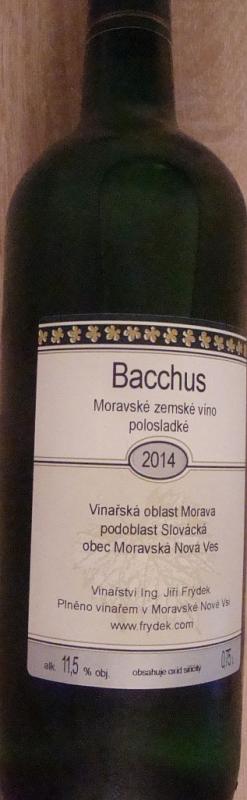 Bacchus
Moravské zemské víno
polosladké
2014
Vinařská oblast Morava
podoblast Slovácká
obec Moravská Nová Ves
Vinařství Ing. Jiří Frýdek
Plněno vinařem v Moravské Nové Vsi
www.frydek.com
alk. 11,5 % obj. obsahuje oxid siřičitý 0,75 l